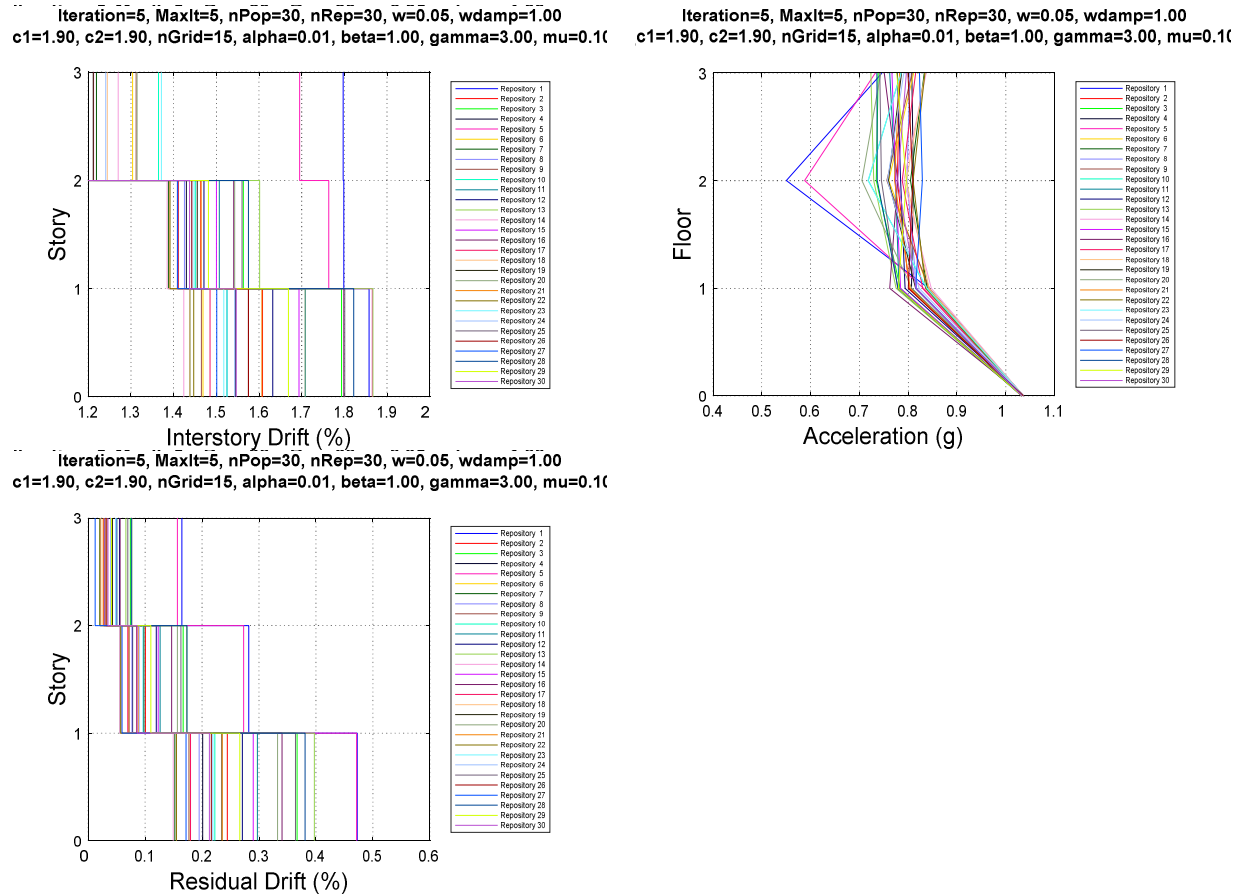 Iteration=5, MaxIt=5, nPop=30, nRep=30, w=0.05, wdamp=1.00
c1=1.90, c2=1.90, nGrid=15, alpha=0.01, beta=1.00, gamma=3.00, mu=0.10
3
2
1
0
Story
1.2 1.3 1.4 1.5 1.6 1.7 1.8 1.9 2
Interstory Drift (%)
Repository 1
Repository 2
Repository 3
Repository 4
Repository 5
Repository 6
Repository 7
Repository 8
Repository 9
Repository 10
Repository 11
Repository 12
Repository 13
Repository 14
Repository 15
Repository 16
Repository 17
Repository 18
Repository 19
Repository 20
Repository 21
Repository 22
Repository 23
Repository 24
Repository 25
Repository 26
Repository 27
Repository 28
Repository 29
Repository 30
Iteration=5, MaxIt=5, nPop=30, nRep=30, w=0.05, wdamp=1.00
c1=1.90, c2=1.90, nGrid=15, alpha=0.01, beta=1.00, gamma=3.00, mu=0.10
3
2
1
0
Floor
0.4 0.5 0.6 0.7 0.8 0.9 1 1.1
Acceleration (g)
Repository 1
Repository 2
Repository 3
Repository 4
Repository 5
Repository 6
Repository 7
Repository 8
Repository 9
Repository 10
Repository 11
Repository 12
Repository 13
Repository 14
Repository 15
Repository 16
Repository 17
Repository 18
Repository 19
Repository 20
Repository 21
Repository 22
Repository 23
Repository 24
Repository 25
Repository 26
Repository 27
Repository 28
Repository 29
Repository 30
Iteration=5, MaxIt=5, nPop=30, nRep=30, w=0.05, wdamp=1.00
c1=1.90, c2=1.90, nGrid=15, alpha=0.01, beta=1.00, gamma=3.00, mu=0.10
3
2
1
0
Story
0 0.1 0.2 0.3 0.4 0.5 0.6
Residual Drift (%)
Repository 1
Repository 2
Repository 3
Repository 4
Repository 5
Repository 6
Repository 7
Repository 8
Repository 9
Repository 10
Repository 11
Repository 12
Repository 13
Repository 14
Repository 15
Repository 16
Repository 17
Repository 18
Repository 19
Repository 20
Repository 21
Repository 22
Repository 23
Repository 24
Repository 25
Repository 26
Repository 27
Repository 28
Repository 29
Repository 30